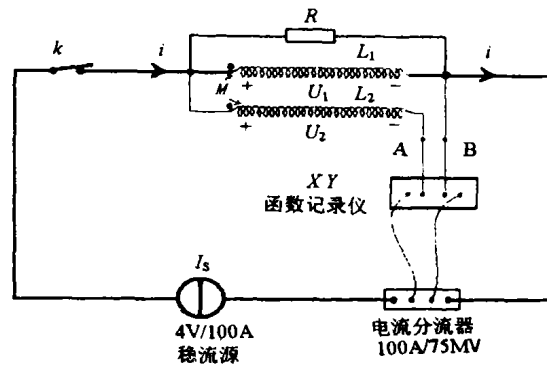 R
k
i
L₁
i
M
+
U₁
−
L₂
+
U₂
−
A
B
X Y
函数记录仪
I_S
4V/100A
稳流源
电流分流器
100A/75MV